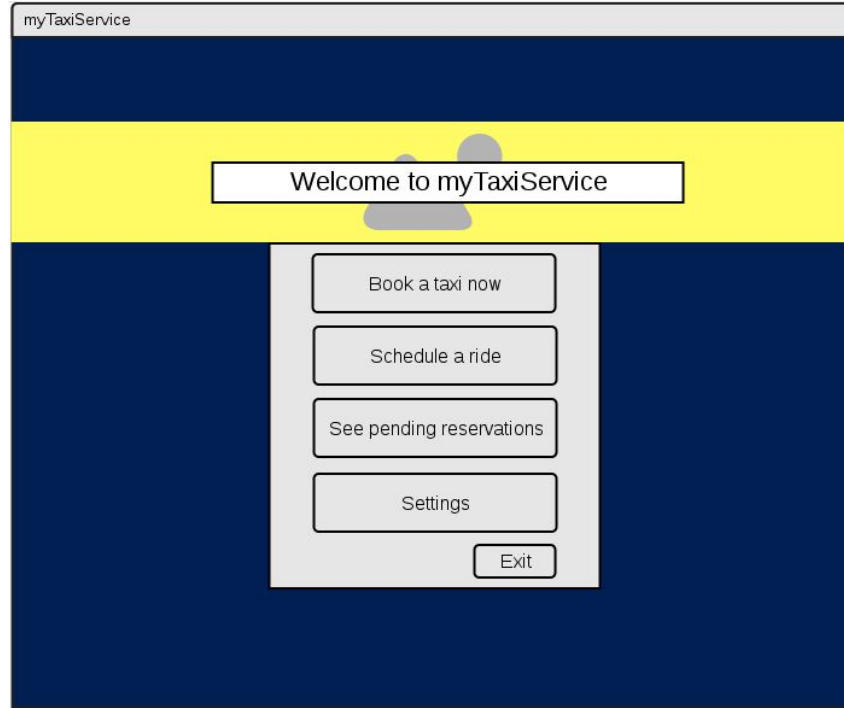 myTaxiService
Welcome to myTaxiService
Book a taxi now
Schedule a ride
See pending reservations
Settings
Exit